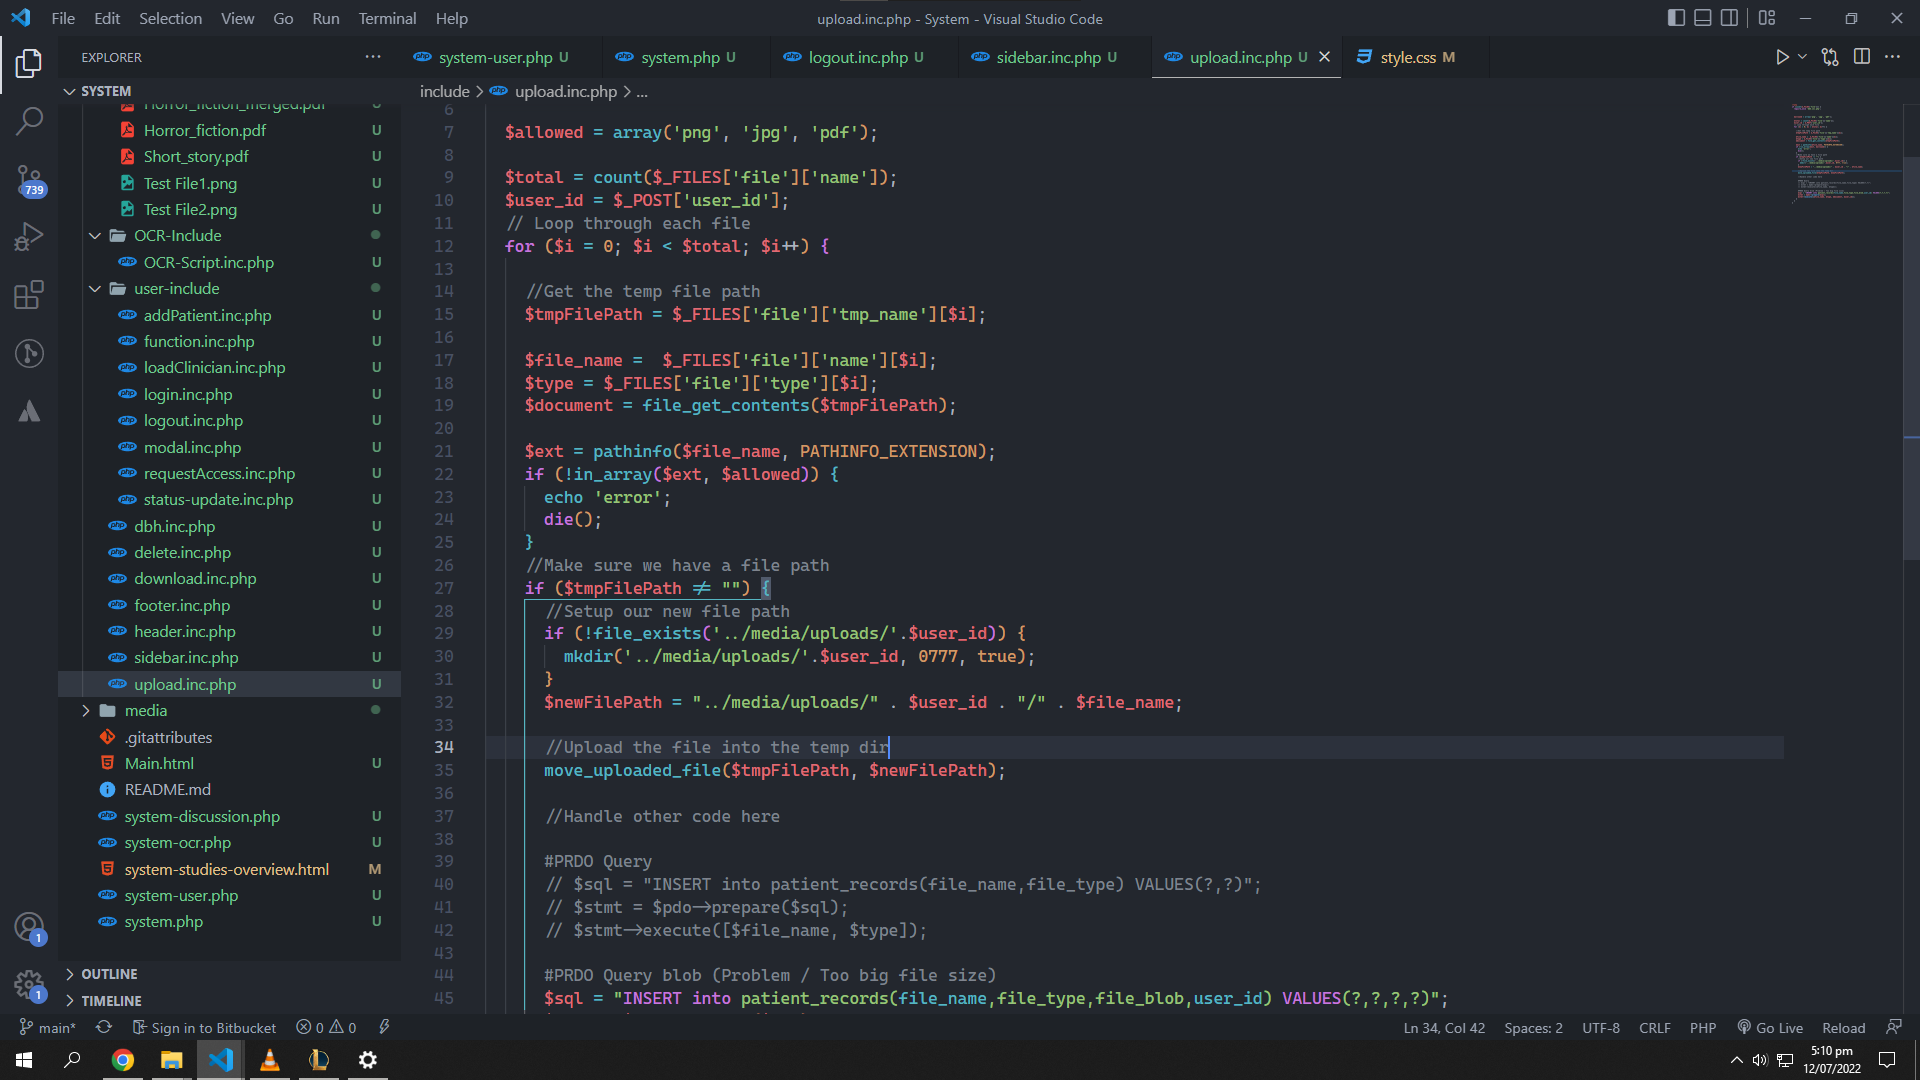 File Edit Selection View Go Run Terminal Help
upload.inc.php - System - Visual Studio Code
EXPLORER
system-user.php U
system.php U
logout.inc.php U
sidebar.inc.php U
upload.inc.php U
style.css M
SYSTEM
include > upload.inc.php > ...
Horror_fiction_merged.pdf U
Horror_fiction.pdf U
Short_story.pdf U
Test File1.png U
Test File2.png U
OCR-Include
OCR-Script.inc.php U
user-include
addPatient.inc.php U
function.inc.php U
loadClinician.inc.php U
login.inc.php U
logout.inc.php U
modal.inc.php U
requestAccess.inc.php U
status-update.inc.php U
dbh.inc.php U
delete.inc.php U
download.inc.php U
footer.inc.php U
header.inc.php U
sidebar.inc.php U
upload.inc.php U
media
.gitattributes
Main.html U
README.md
system-discussion.php U
system-ocr.php U
system-studies-overview.html M
system-user.php U
system.php U
OUTLINE
TIMELINE
739
1
1
6
7 $allowed = array('png', 'jpg', 'pdf');
8
9 $total = count($_FILES['file']['name']);
10 $user_id = $_POST['user_id'];
11 // Loop through each file
12 for ($i = 0; $i < $total; $i++) {
13
14 //Get the temp file path
15 $tmpFilePath = $_FILES['file']['tmp_name'][$i];
16
17 $file_name =  $_FILES['file']['name'][$i];
18 $type = $_FILES['file']['type'][$i];
19 $document = file_get_contents($tmpFilePath);
20
21 $ext = pathinfo($file_name, PATHINFO_EXTENSION);
22 if (!in_array($ext, $allowed)) {
23 echo 'error';
24 die();
25 }
26 //Make sure we have a file path
27 if ($tmpFilePath != "") {
28 //Setup our new file path
29 if (!file_exists('../media/uploads/'.$user_id)) {
30 mkdir('../media/uploads/'.$user_id, 0777, true);
31 }
32 $newFilePath = "../media/uploads/" . $user_id . "/" . $file_name;
33
34 //Upload the file into the temp dir
35 move_uploaded_file($tmpFilePath, $newFilePath);
36
37 //Handle other code here
38
39 #PRDO Query
40 // $sql = "INSERT into patient_records(file_name,file_type) VALUES(?,?)";
41 // $stmt = $pdo->prepare($sql);
42 // $stmt->execute([$file_name, $type]);
43
44 #PRDO Query blob (Problem / Too big file size)
45 $sql = "INSERT into patient_records(file_name,file_type,file_blob,user_id) VALUES(?,?,?,?)";
main* Sign in to Bitbucket 0 0
Ln 34, Col 42 Spaces: 2 UTF-8 CRLF PHP Go Live Reload
5:10 pm
12/07/2022